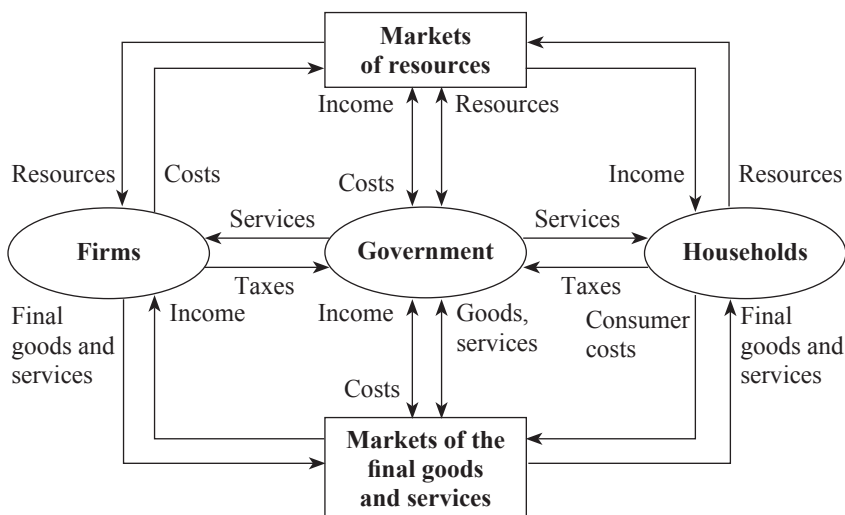 Markets
of resources
Income
Resources
Resources
Costs
Costs
Income
Resources
Services
Services
Firms
Government
Households
Taxes
Taxes
Final
goods and
services
Income
Income
Goods,
services
Consumer
costs
Final
goods and
services
Costs
Markets of the
final goods
and services